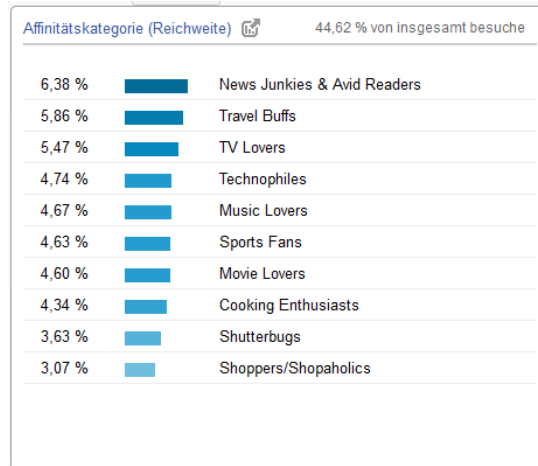 Affinitätskategorie (Reichweite) 44,62 % von insgesamt besuche
6,38 % News Junkies & Avid Readers
5,86 % Travel Buffs
5,47 % TV Lovers
4,74 % Technophiles
4,67 % Music Lovers
4,63 % Sports Fans
4,60 % Movie Lovers
4,34 % Cooking Enthusiasts
3,63 % Shutterbugs
3,07 % Shoppers/Shopaholics